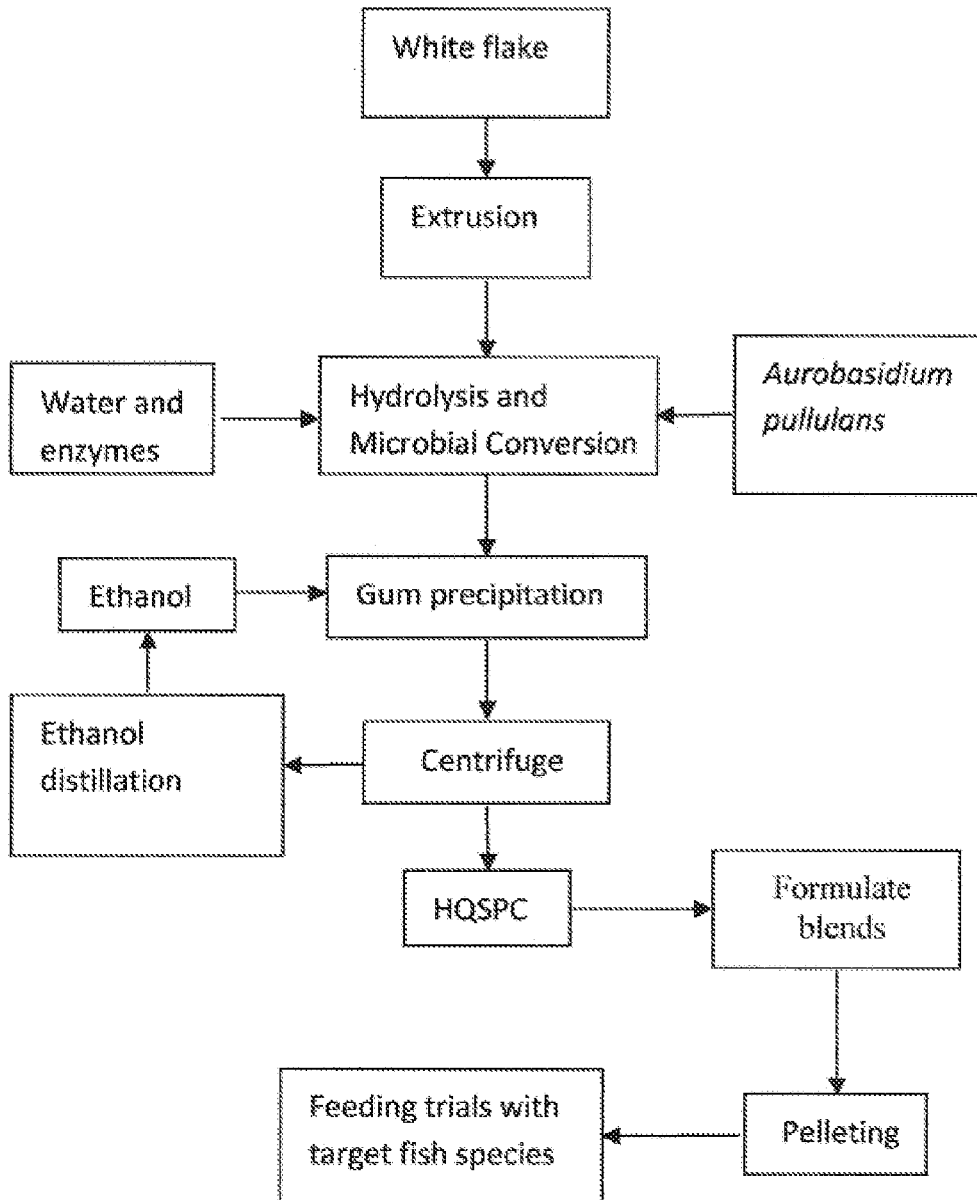 White flake
Extrusion
Water and
enzymes
Hydrolysis and
Microbial Conversion
Aurobasidium
pullulans
Ethanol
Gum precipitation
Ethanol
distillation
Centrifuge
HQSPC
Formulate
blends
Feeding trials with
target fish species
Pelleting